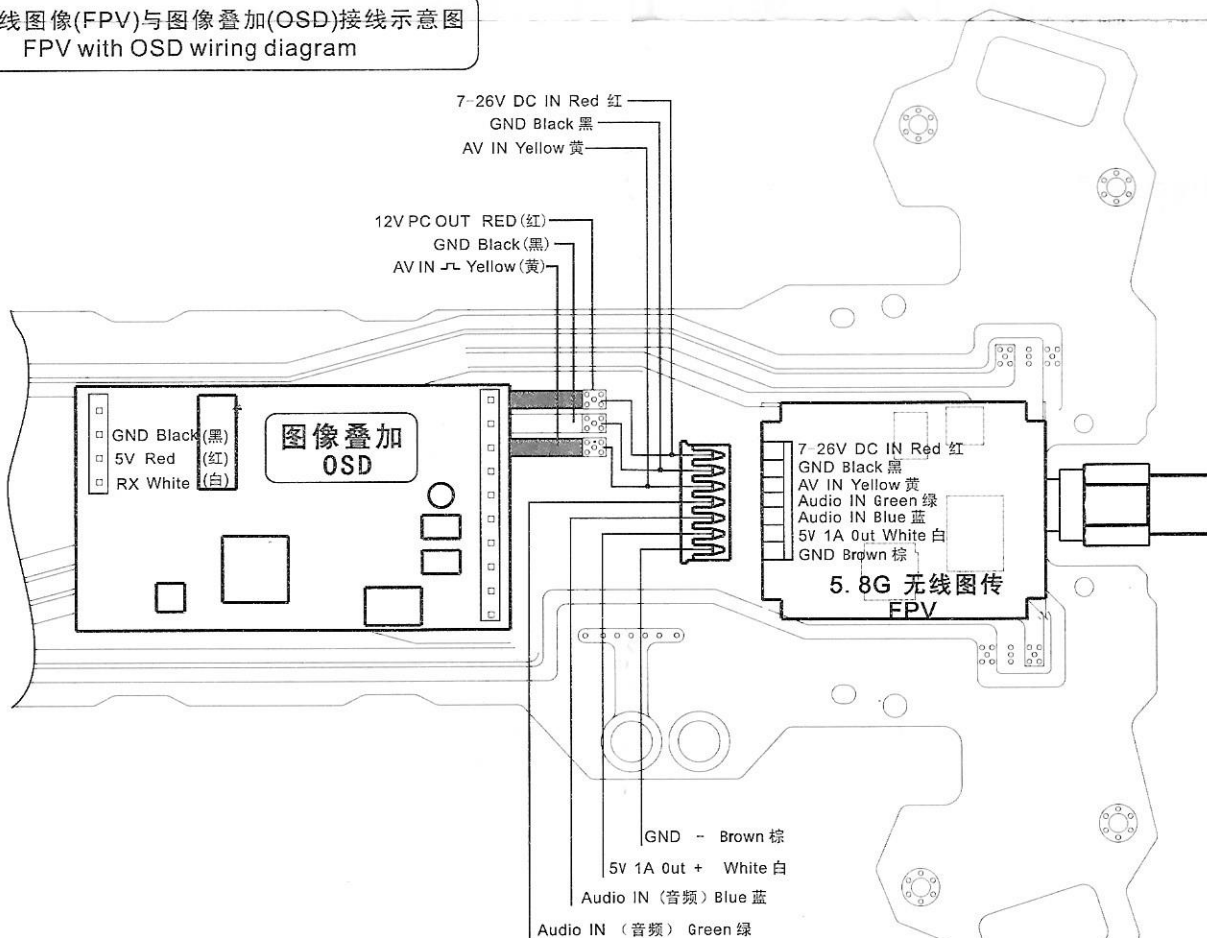 线图像(FPV)与图像叠加(OSD)接线示意图
FPV with OSD wiring diagram
7-26V DC IN Red 红
GND Black 黑
AV IN Yellow 黄
12V PC OUT RED(红)
GND Black(黑)
AV IN Yellow(黄)
GND Black(黑)
5V Red (红)
RX White (白)
图像叠加
OSD
7-26V DC IN Red 红
GND Black 黑
AV IN Yellow 黄
Audio IN Green 绿
Audio IN Blue 蓝
5V 1A Out White 白
GND Brown 棕
5.8G 无线图传
FPV
GND - Brown 棕
5V 1A Out + White 白
Audio IN (音频) Blue 蓝
Audio IN (音频) Green 绿